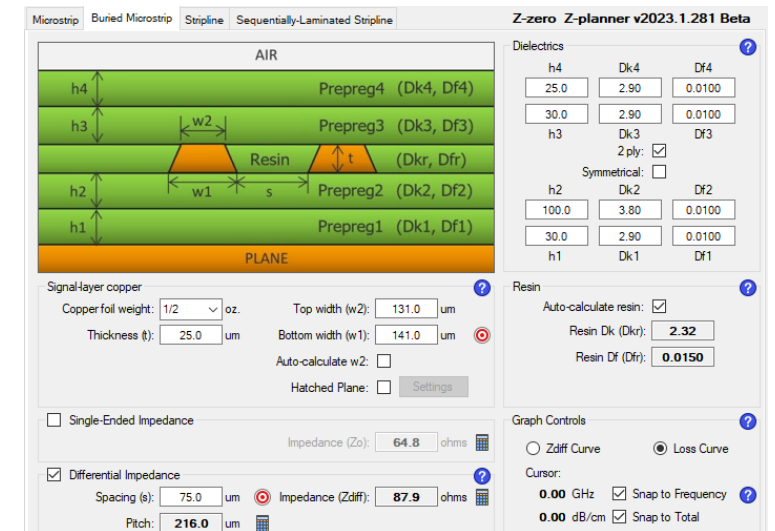 Microstrip Buried Microstrip Stripline Sequentially-Laminated Stripline Z-zero Z-planner v2023.1.281 Beta
AIR
h4 Prepreg4 (Dk4, Df4)
h3 w2 Prepreg3 (Dk3, Df3)
Resin t (Dkr, Dfr)
h2 w1 s Prepreg2 (Dk2, Df2)
h1 Prepreg1 (Dk1, Df1)
PLANE
Dielectrics ?
h4 Dk4 Df4
25.0 2.90 0.0100
30.0 2.90 0.0100
h3 Dk3 Df3
2 ply:
Symmetrical:
h2 Dk2 Df2
100.0 3.80 0.0100
30.0 2.90 0.0100
h1 Dk1 Df1
Signal-layer copper ?
Copper foil weight: 1/2 oz. Top width (w2): 131.0 um
Thickness (t): 25.0 um Bottom width (w1): 141.0 um
Auto-calculate w2:
Hatched Plane: Settings
Resin ?
Auto-calculate resin:
Resin Dk (Dkr): 2.32
Resin Df (Dfr): 0.0150
Single-Ended Impedance
Impedance (Zo): 64.8 ohms
Differential Impedance ?
Spacing (s): 75.0 um Impedance (Zdiff): 87.9 ohms
Pitch: 216.0 um
Graph Controls ?
Zdiff Curve Loss Curve
Cursor:
0.00 GHz Snap to Frequency ?
0.00 dB/cm Snap to Total